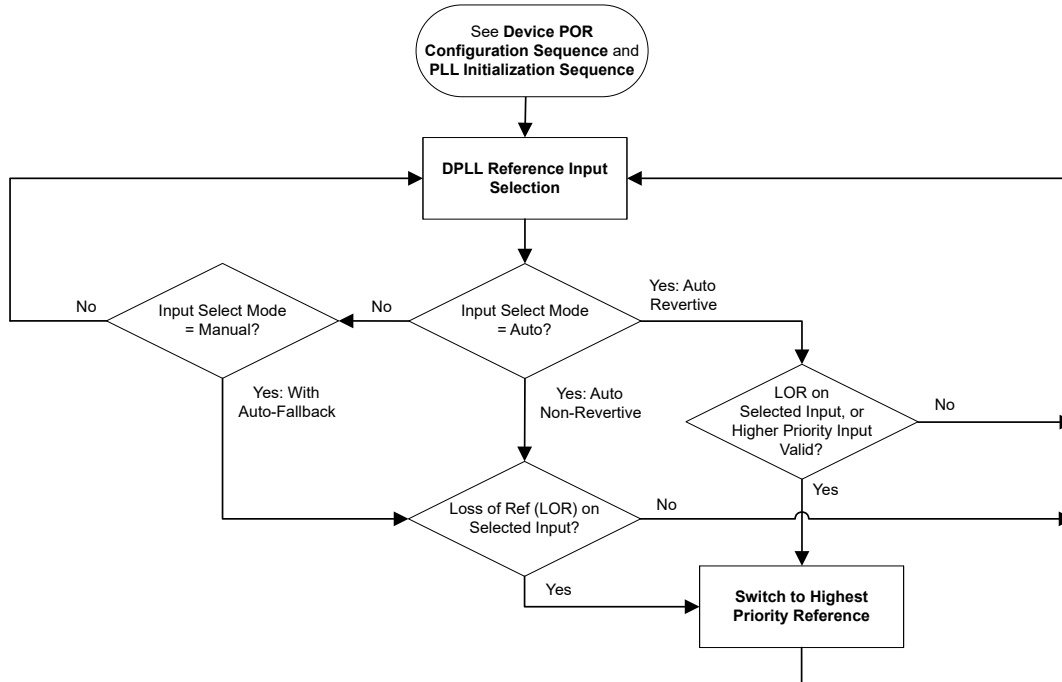 See Device POR
Configuration Sequence and
PLL Initialization Sequence
DPLL Reference Input
Selection
No
Input Select Mode
= Manual?
No
Input Select Mode
= Auto?
Yes: Auto
Revertive
Yes: With
Auto-Fallback
Yes: Auto
Non-Revertive
LOR on
Selected Input, or
Higher Priority Input
Valid?
No
Yes
Loss of Ref (LOR) on
Selected Input?
No
Yes
Switch to Highest
Priority Reference